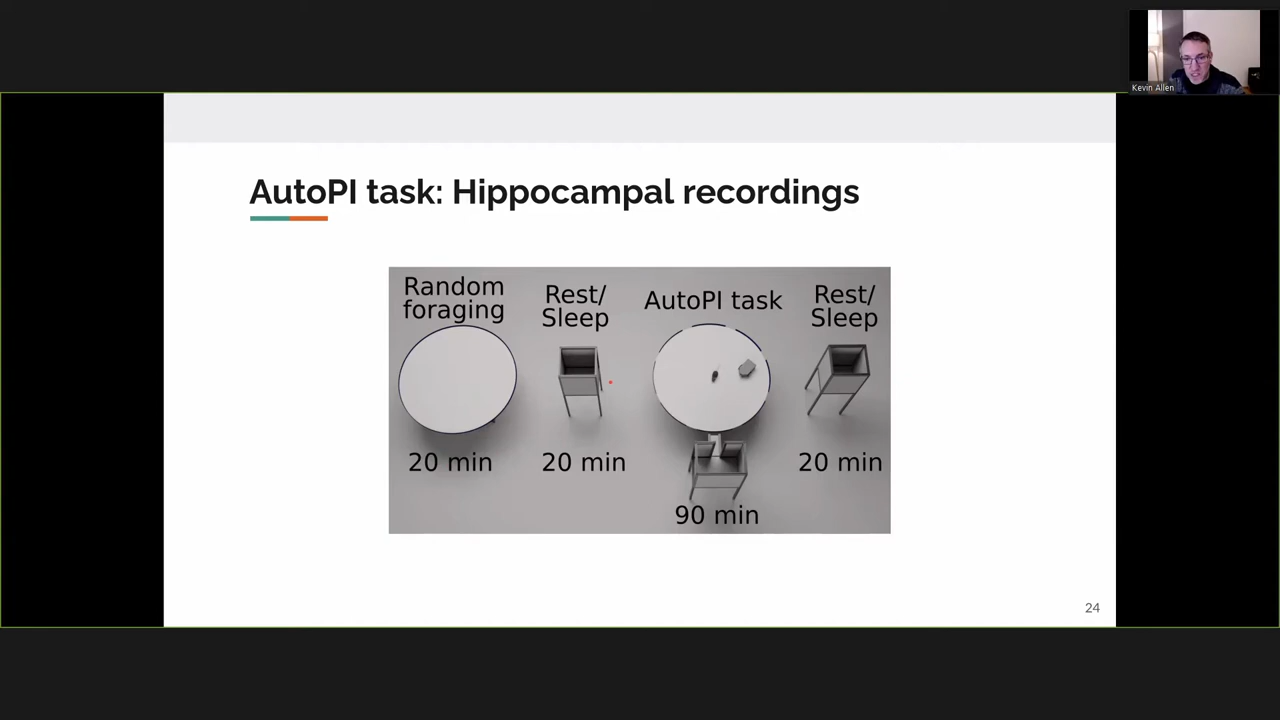 Kevin Allen
AutoPI task: Hippocampal recordings
Random
foraging
20 min
Rest/
Sleep
20 min
AutoPI task
90 min
Rest/
Sleep
20 min
24